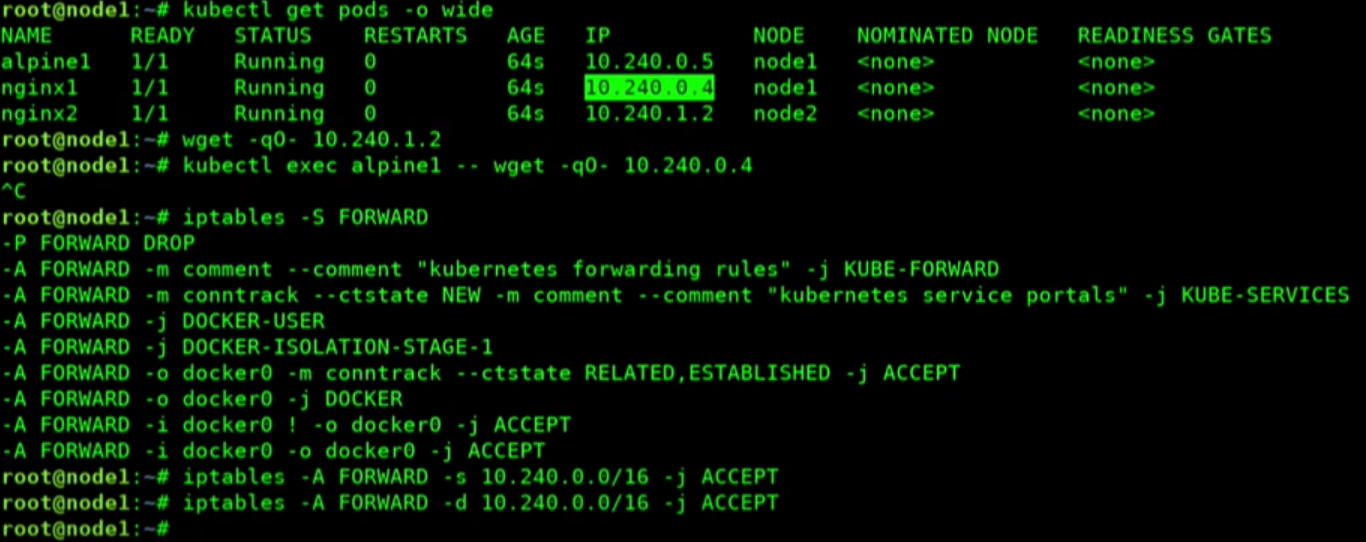 root@node1:~# kubectl get pods -o wide
NAME READY STATUS RESTARTS AGE IP NODE NOMINATED NODE READINESS GATES
alpine1 1/1 Running 0 64s 10.240.0.5 node1 <none> <none>
nginx1 1/1 Running 0 64s 10.240.0.4 node1 <none> <none>
nginx2 1/1 Running 0 64s 10.240.1.2 node2 <none> <none>
root@node1:~# wget -qO- 10.240.1.2
root@node1:~# kubectl exec alpine1 -- wget -qO- 10.240.0.4
^C
root@node1:~# iptables -S FORWARD
-P FORWARD DROP
-A FORWARD -m comment --comment "kubernetes forwarding rules" -j KUBE-FORWARD
-A FORWARD -m conntrack --ctstate NEW -m comment --comment "kubernetes service portals" -j KUBE-SERVICES
-A FORWARD -j DOCKER-USER
-A FORWARD -j DOCKER-ISOLATION-STAGE-1
-A FORWARD -o docker0 -m conntrack --ctstate RELATED,ESTABLISHED -j ACCEPT
-A FORWARD -o docker0 -j DOCKER
-A FORWARD -i docker0 ! -o docker0 -j ACCEPT
-A FORWARD -i docker0 -o docker0 -j ACCEPT
root@node1:~# iptables -A FORWARD -s 10.240.0.0/16 -j ACCEPT
root@node1:~# iptables -A FORWARD -d 10.240.0.0/16 -j ACCEPT
root@node1:~#